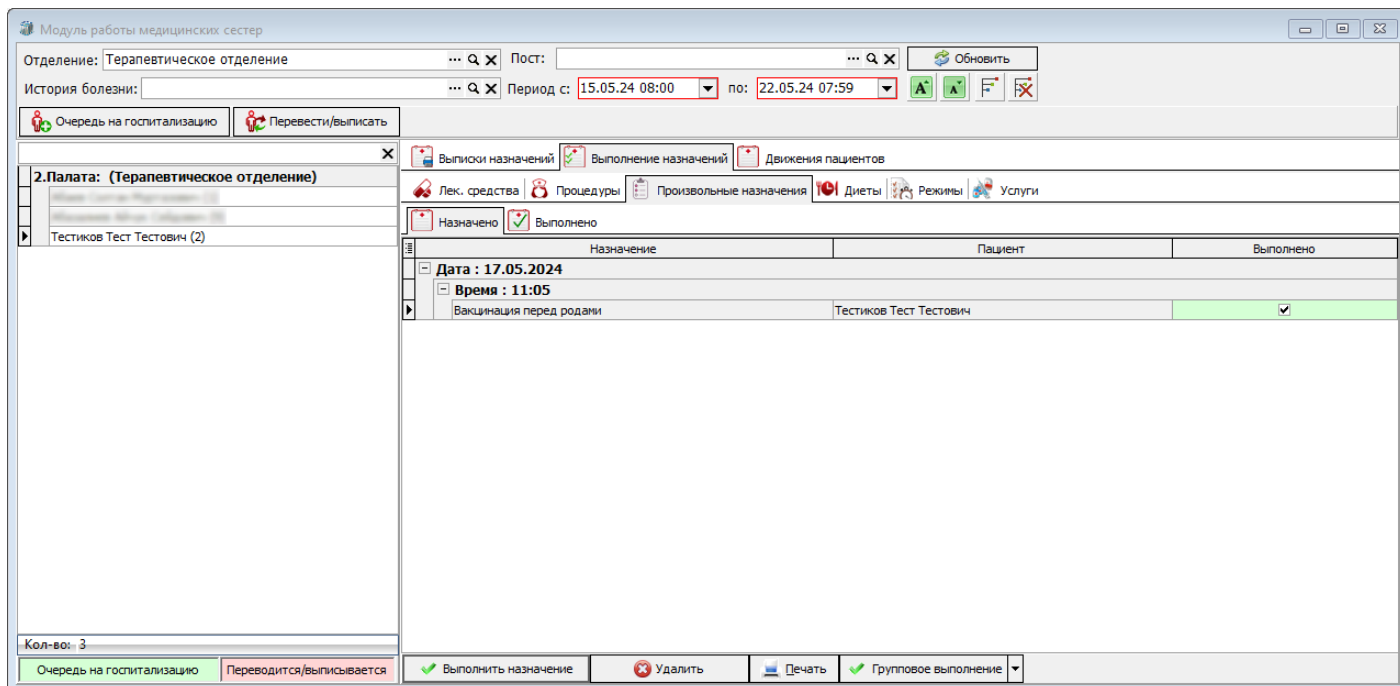 Модуль работы медицинских сестер
Отделение: Терапевтическое отделение Пост: Обновить
История болезни: Период с: 15.05.24 08:00 по: 22.05.24 07:59
Очередь на госпитализацию Перевести/выписать
Выписки назначений Выполнение назначений Движения пациентов
2.Палата: (Терапевтическое отделение)
Лек. средства Процедуры Произвольные назначения Диеты Режимы Услуги
Назначено Выполнено
Тестиков Тест Тестович (2)
Назначение Пациент Выполнено
Дата : 17.05.2024
Время : 11:05
Вакцинация перед родами Тестиков Тест Тестович
Кол-во: 3
Очередь на госпитализацию Переводится/выписывается
Выполнить назначение Удалить Печать Групповое выполнение